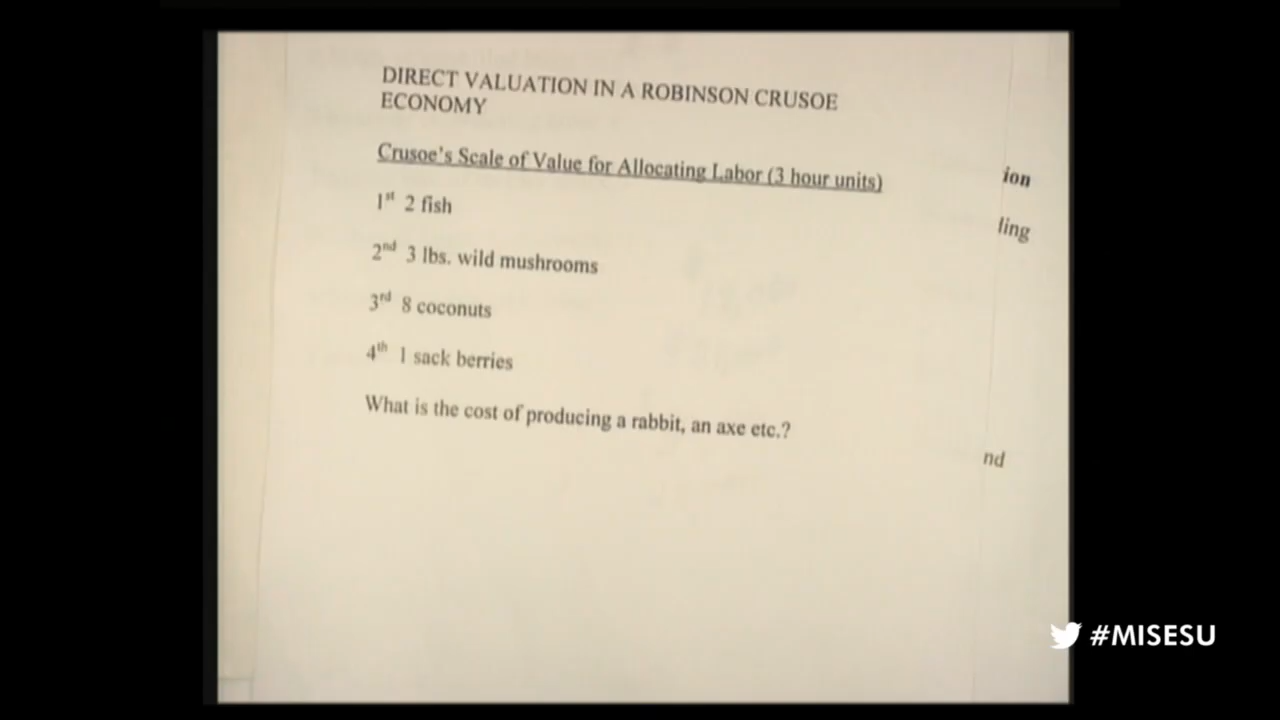 DIRECT VALUATION IN A ROBINSON CRUSOE
ECONOMY
Crusoe's Scale of Value for Allocating Labor (3 hour units)
1st 2 fish
2nd 3 lbs. wild mushrooms
3rd 8 coconuts
4th 1 sack berries
What is the cost of producing a rabbit, an axe etc.?
ion
ling
nd
#MISESU